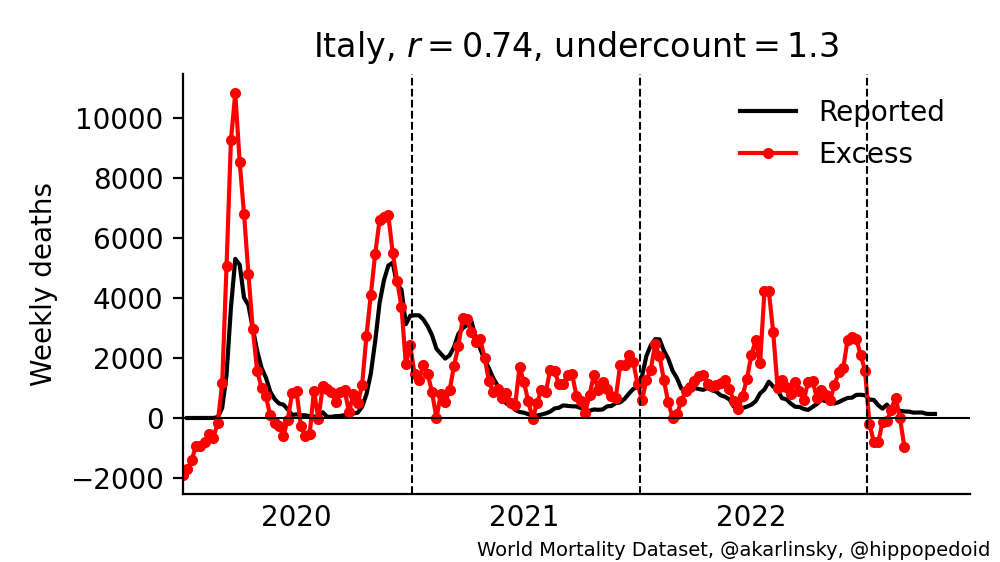 Italy, r = 0.74, undercount = 1.3
Weekly deaths
10000
8000
6000
4000
2000
0
−2000
Reported
Excess
2020 2021 2022
World Mortality Dataset, @akarlinsky, @hippopedoid